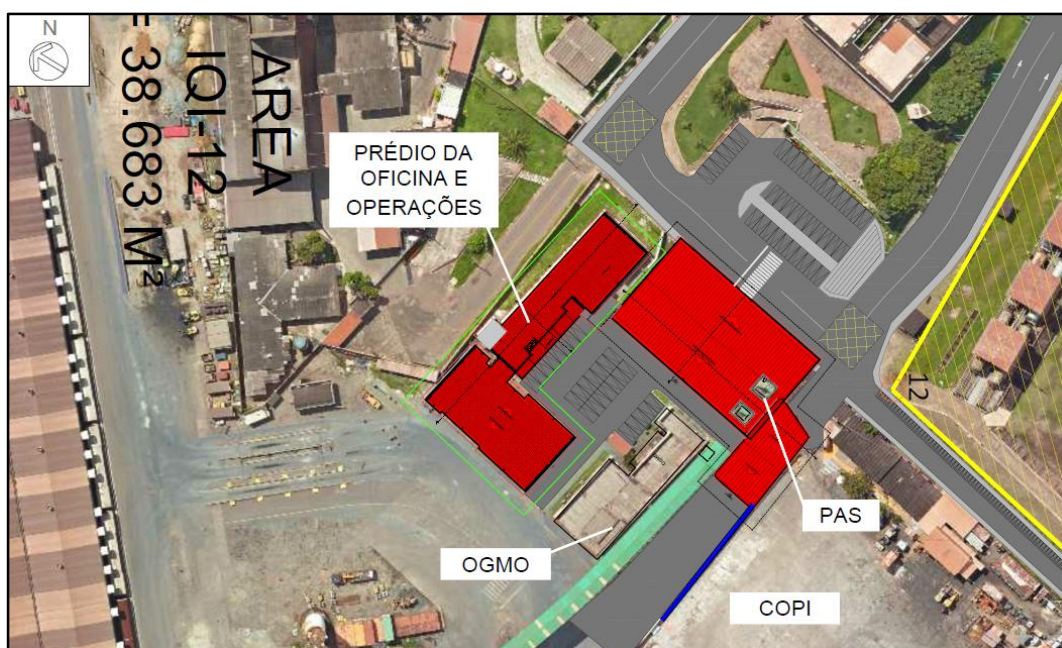 N
AREA
IQI-12
= 38.683 M²
PRÉDIO DA
OFICINA E
OPERAÇÕES
12
PAS
OGMO
COPI